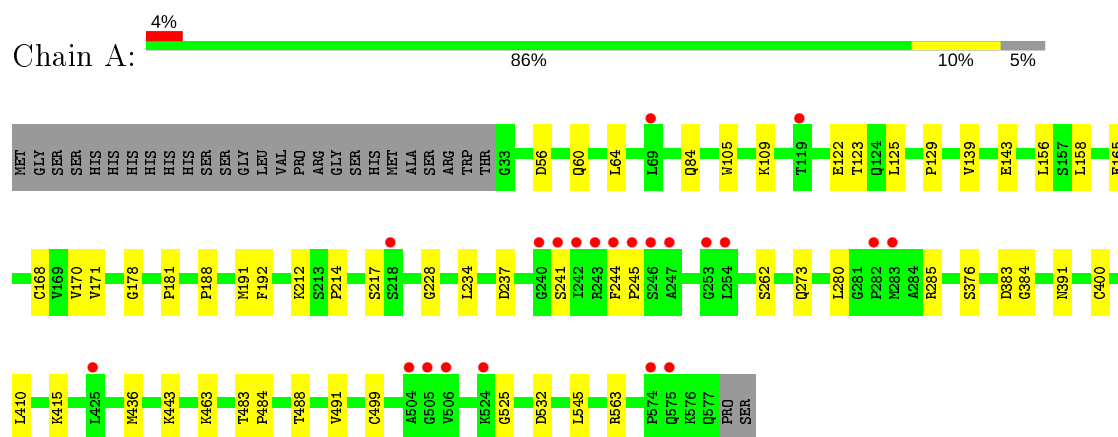 4%
Chain A:
86% 10% 5%
MET GLY SER SER HIS HIS HIS HIS HIS HIS SER SER GLY LEU VAL PRO ARG GLY SER HIS MET ALA SER ARG TRP THR G33 D56 Q60 L64 L69 Q84 W105 K109 T119 E122 T123 Q124 L125 P129 V139 E143 L156 S157 L158
C168 V169 V170 V171 G178 P181 P188 M191 F192 K212 S213 P214 S217 S218 G228 L234 D237 G240 S241 I242 R243 F244 P245 S246 A247 G253 L254 S262 Q273 L280 G281 P282 M283 A284 R285 S376 D383 G384 N391 C400
L410 K415 L425 M436 K443 K463 T483 P484 T488 V491 C499 A504 G505 V506 K524 G525 D532 L545 R563 P574 Q575 K576 Q577 PRO SER